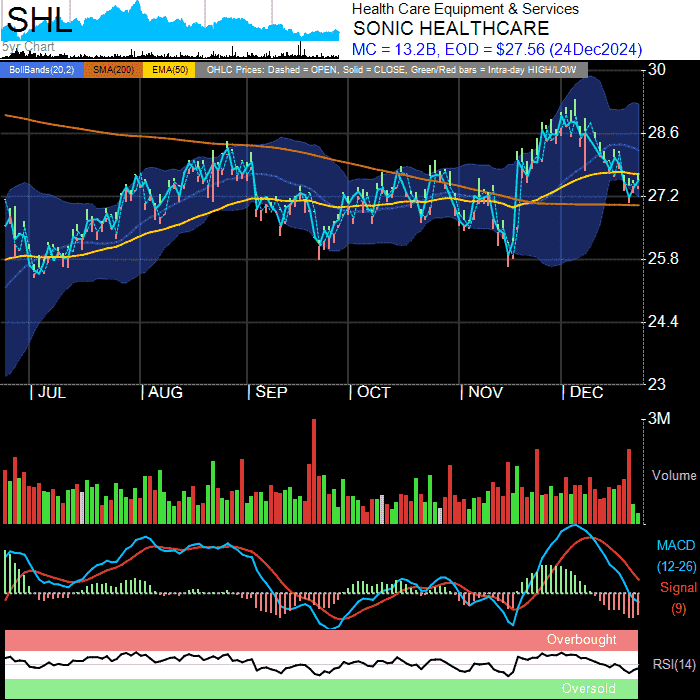 SHL
5yr Chart
Health Care Equipment & Services
SONIC HEALTHCARE
MC = 13.2B, EOD = $27.56 (24Dec2024)
BollBands(20,2) SMA(200) EMA(50) OHLC Prices: Dashed = OPEN, Solid = CLOSE, Green/Red bars = Intra-day HIGH/LOW
30
28.6
27.2
25.8
24.4
23
JUL AUG SEP OCT NOV DEC
3M
Volume
MACD
(12-26)
Signal
(9)
Overbought
RSI(14)
Oversold